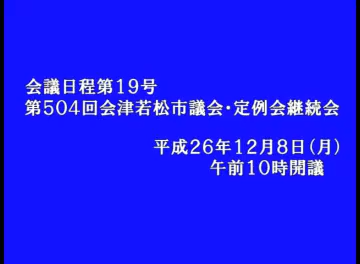 会議日程第19号
第504回会津若松市議会・定例会継続会
平成26年12月8日(月)
午前10時開議